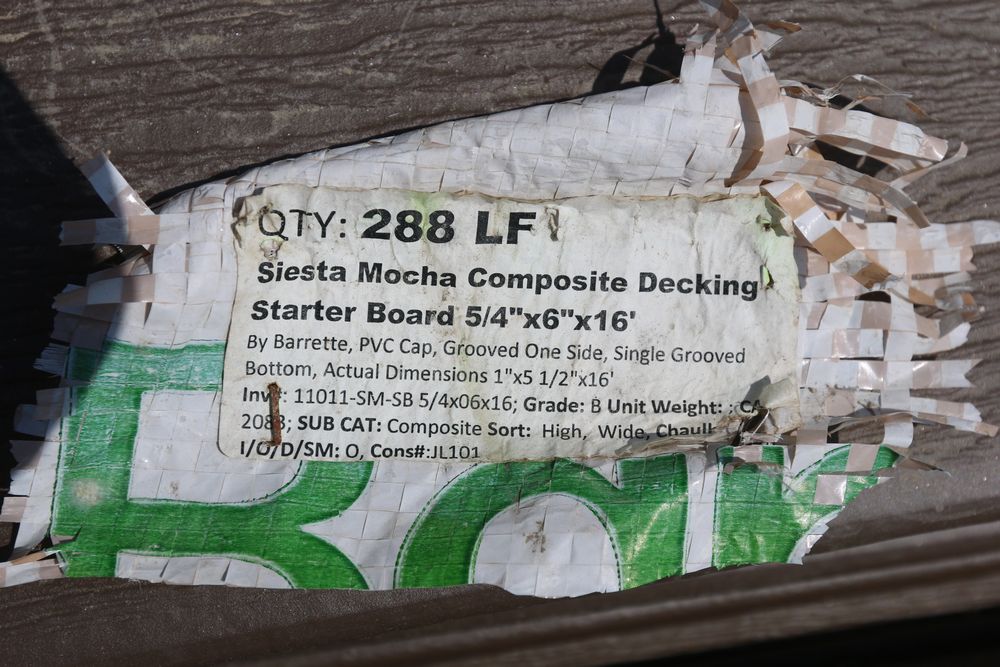 QTY: 288 LF
Siesta Mocha Composite Decking
Starter Board 5/4"x6"x16'
By Barrette, PVC Cap, Grooved One Side, Single Grooved
Bottom, Actual Dimensions 1"x5 1/2"x16'
Inv#: 11011-SM-SB 5/4x06x16; Grade: B Unit Weight:
2083; SUB CAT: Composite Sort: High, Wide,
I/O/D/SM: O, Cons#:JL101